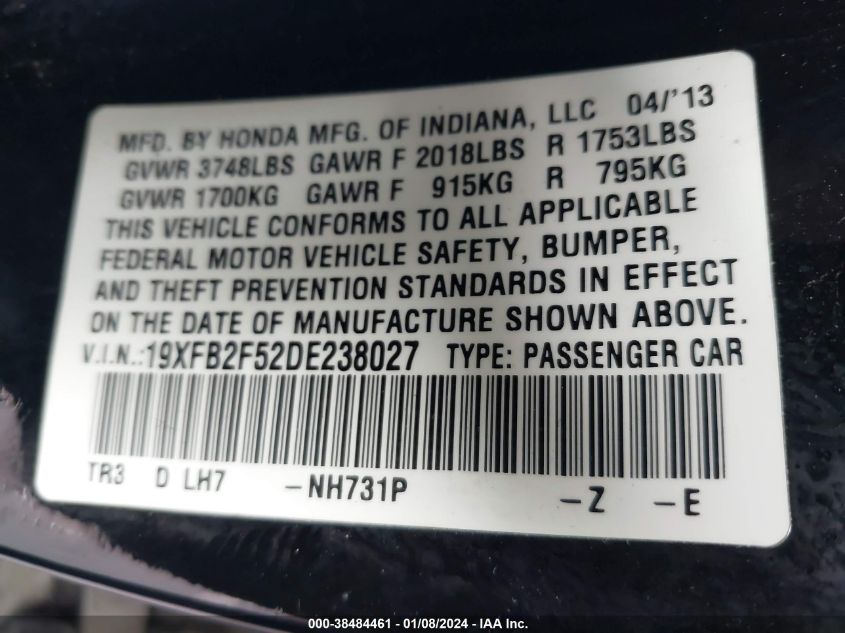 MFD. BY HONDA MFG. OF INDIANA, LLC 04/'13
GVWR 3748LBS GAWR F 2018LBS R 1753LBS
GVWR 1700KG GAWR F 915KG R 795KG
THIS VEHICLE CONFORMS TO ALL APPLICABLE
FEDERAL MOTOR VEHICLE SAFETY, BUMPER,
AND THEFT PREVENTION STANDARDS IN EFFECT
ON THE DATE OF MANUFACTURE SHOWN ABOVE.
V.I.N.:19XFB2F52DE238027 TYPE: PASSENGER CAR
TR3 D LH7 -NH731P -Z -E
000-38484461 - 01/08/2024 - IAA Inc.